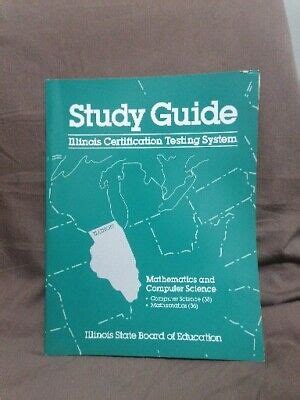 Study Guide
Illinois Certification Testing System
ILLINOIS
Mathematics and
Computer Science
• Computer Science (38)
• Mathematics (36)
Illinois State Board of Education